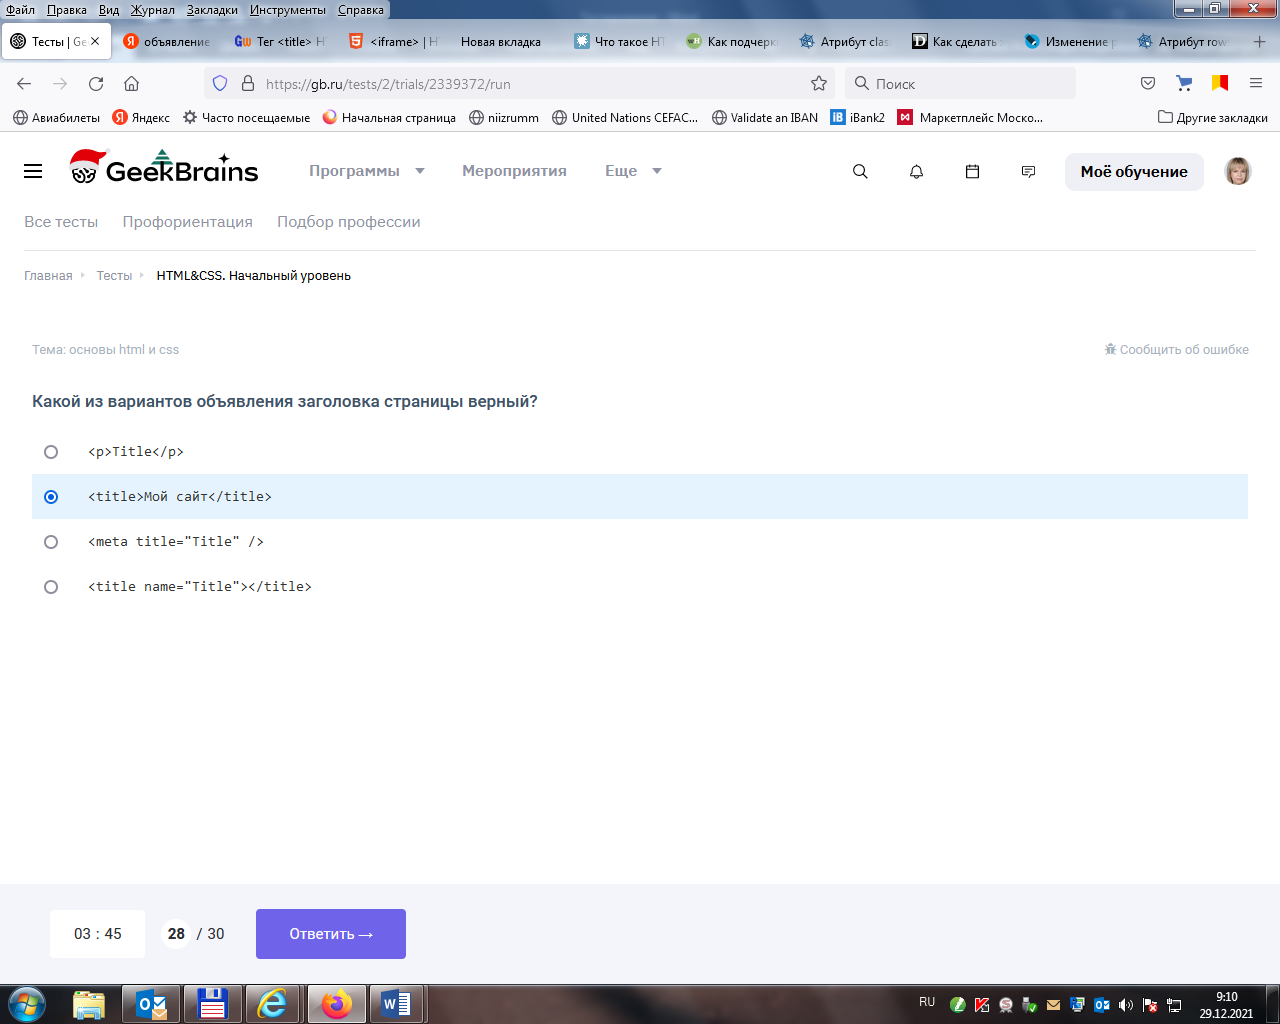 Файл Правка Вид Журнал Закладки Инструменты Справка
Тесты | Ge
объявление
Тег <title> H
<iframe> | H
Новая вкладка
Что такое HT
Как подчерк
Атрибут clas
Как сделать
Изменение р
Атрибут row
https://gb.ru/tests/2/trials/2339372/run
Поиск
Авиабилеты Яндекс Часто посещаемые Начальная страница niizrumm United Nations CEFAC... Validate an IBAN iBank2 Маркетплейс Моско... Другие закладки
GeekBrains Программы Мероприятия Еще Моё обучение
Все тесты Профориентация Подбор профессии
Главная Тесты HTML&CSS. Начальный уровень
Тема: основы html и css Сообщить об ошибке
Какой из вариантов объявления заголовка страницы верный?
<p>Title</p>
<title>Мой сайт</title>
<meta title="Title" />
<title name="Title"></title>
03 : 45 28 / 30 Ответить →
RU 9:10
29.12.2021